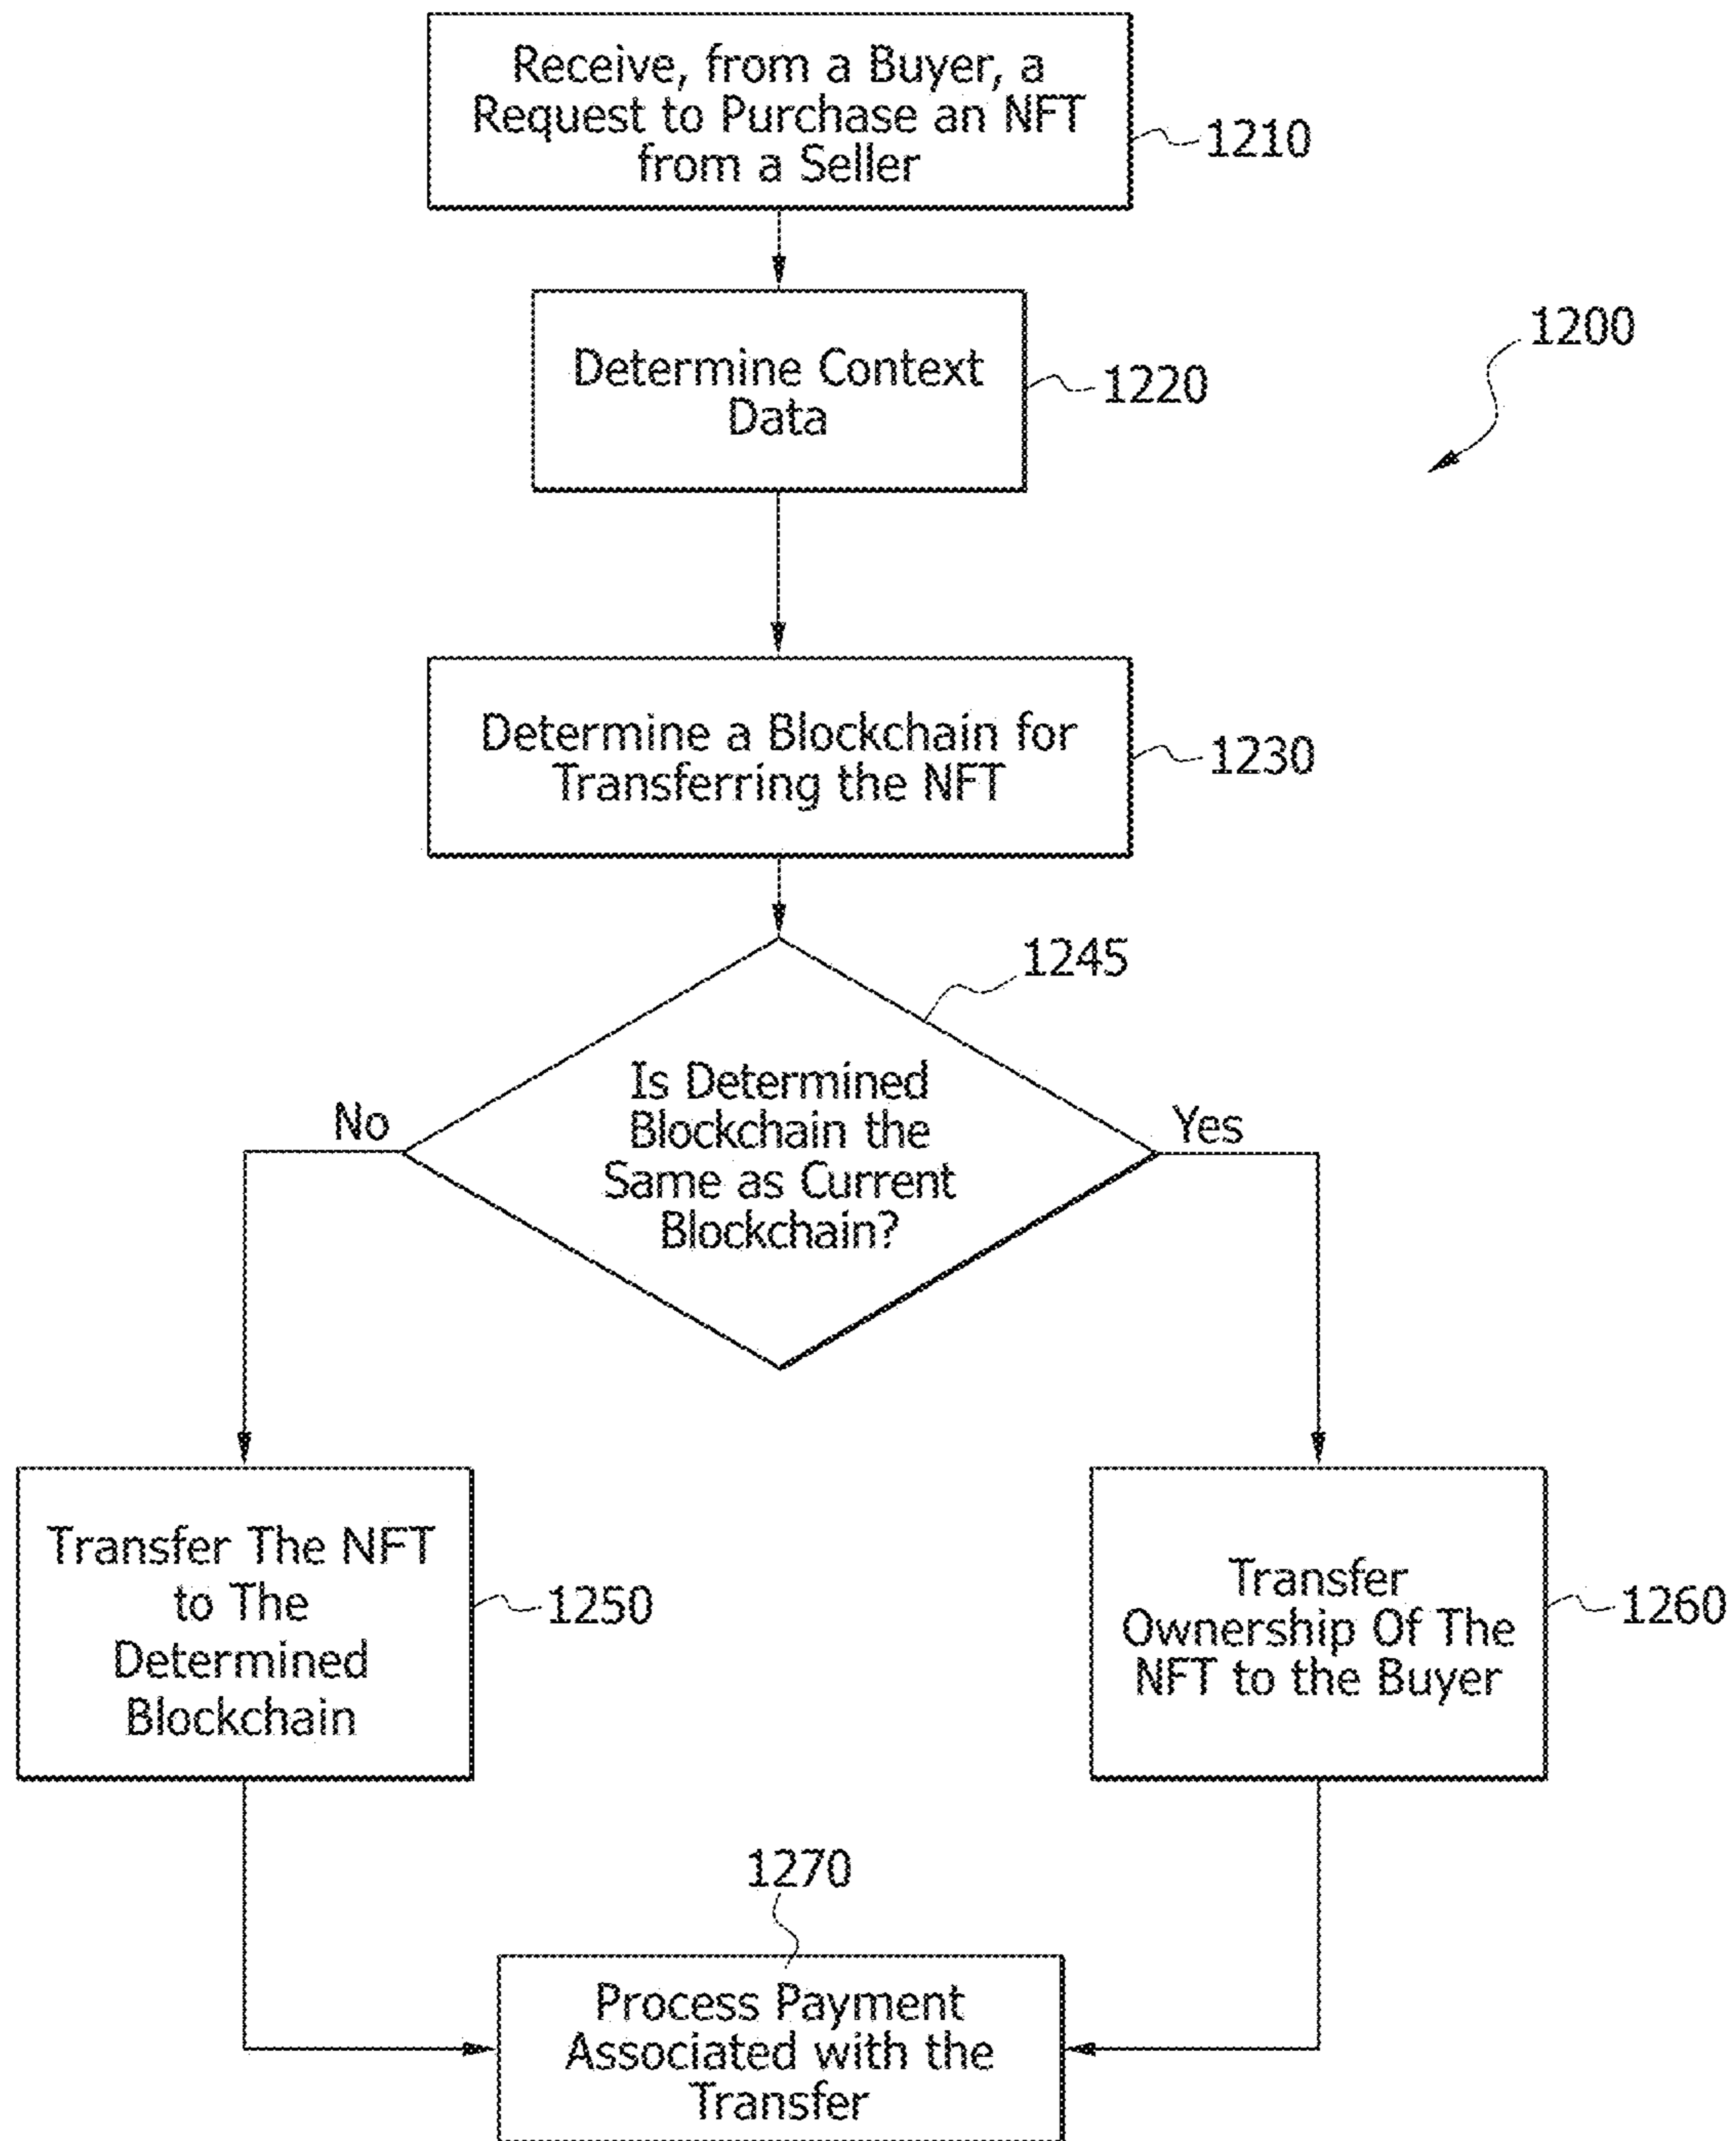 Receive, from a Buyer, a
Request to Purchase an NFT
from a Seller
1210
1200
Determine Context
Data
1220
Determine a Blockchain for
Transferring the NFT
1230
1245
Is Determined
Blockchain the
Same as Current
Blockchain?
No
Yes
Transfer The NFT
to The
Determined
Blockchain
1250
Transfer
Ownership Of The
NFT to the Buyer
1260
1270
Process Payment
Associated with the
Transfer